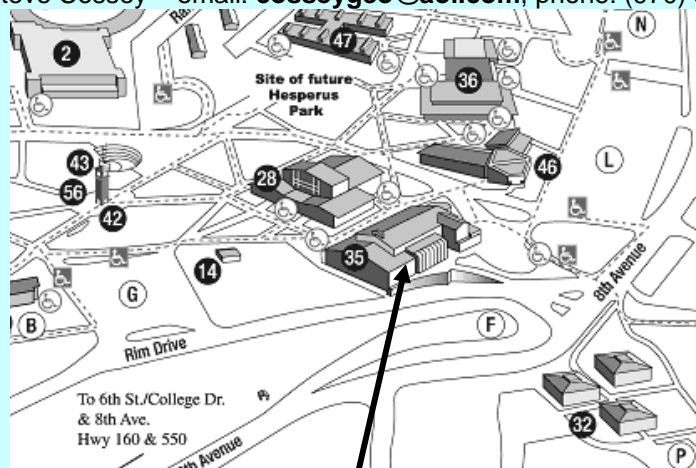 47
N
2
Site of future
Hesperus
Park
36
43
28
46
L
56
42
14
35
G
8th Avenue
B
F
Rim Drive
To 6th St./College Dr.
& 8th Ave.
Hwy 160 & 550
32
Avenue
P